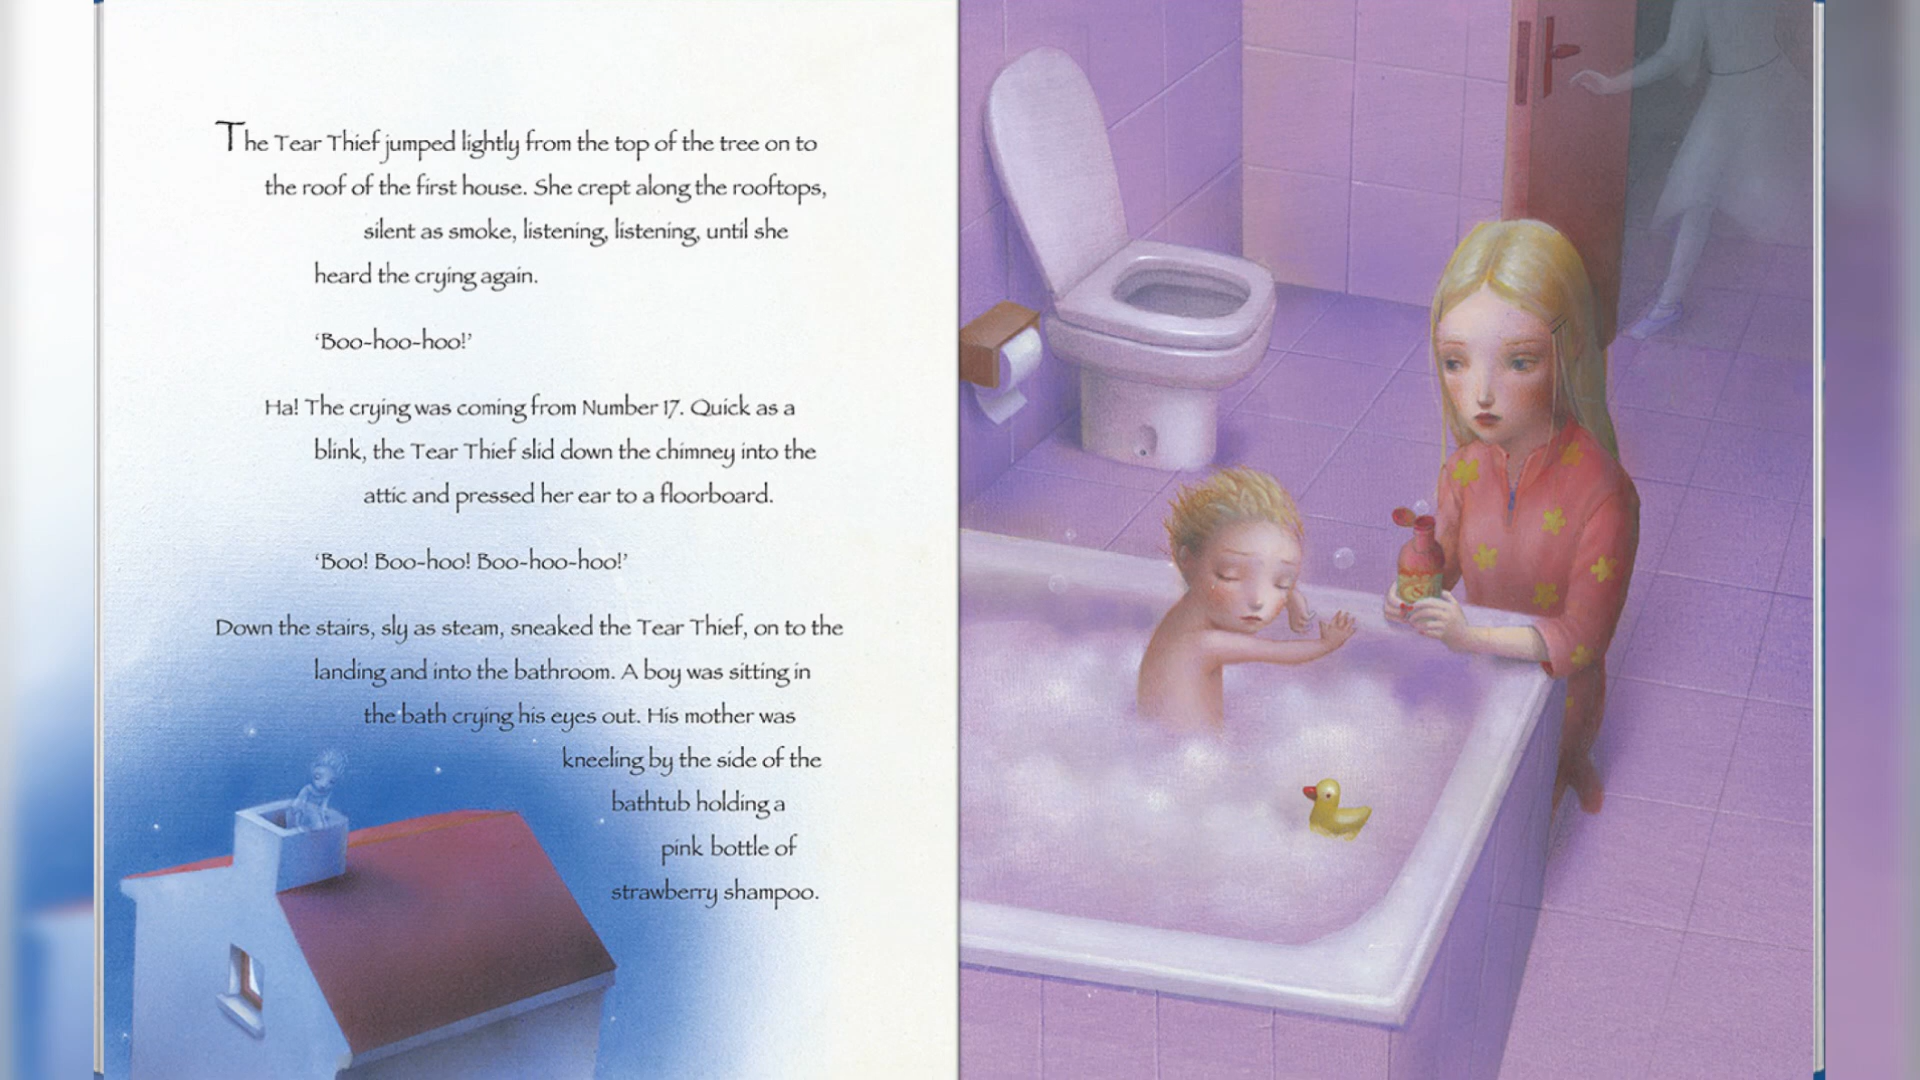 The Tear Thief jumped lightly from the top of the tree on to
the roof of the first house. She crept along the rooftops,
silent as smoke, listening, listening, until she
heard the crying again.
‘Boo-hoo-hoo!’
Ha! The crying was coming from Number 17. Quick as a
blink, the Tear Thief slid down the chimney into the
attic and pressed her ear to a floorboard.
‘Boo! Boo-hoo! Boo-hoo-hoo!’
Down the stairs, sly as steam, sneaked the Tear Thief, on to the
landing and into the bathroom. A boy was sitting in
the bath crying his eyes out. His mother was
kneeling by the side of the
bathtub holding a
pink bottle of
strawberry shampoo.